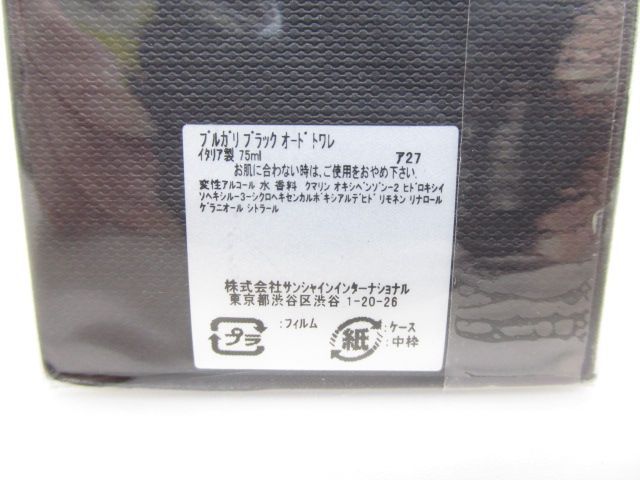 ブルガリ ブラック オード トワレ
イタリア製 75ml ア27
お肌に合わない時は、ご使用をおやめ下さい.
変性アルコール 水 香料 クマリン オキシベンゾン-2 ヒドロキシイ
ソヘキシル-3-シクロヘキセンカルボキシアルデヒド リモネン リナロール
ゲラニオール シトラール
株式会社サンシャインインターナショナル
東京都渋谷区渋谷 1-20-26
プラ :フィルム 紙 :ケース
:中枠